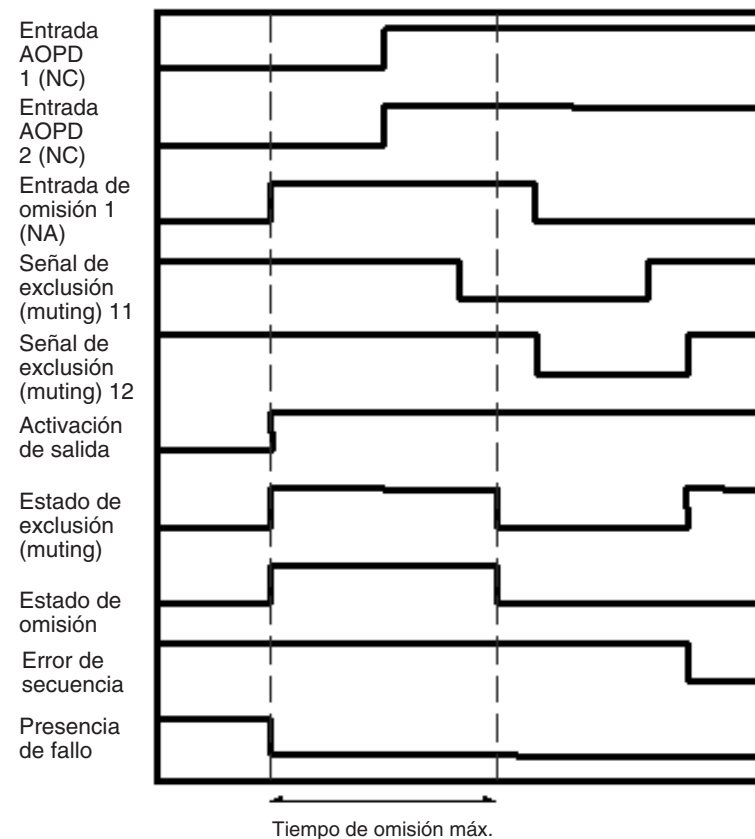 Entrada
AOPD
1 (NC)
Entrada
AOPD
2 (NC)
Entrada de
omisión 1
(NA)
Señal de
exclusión
(muting) 11
Señal de
exclusión
(muting) 12
Activación
de salida
Estado de
exclusión
(muting)
Estado de
omisión
Error de
secuencia
Presencia
de fallo
Tiempo de omisión máx.